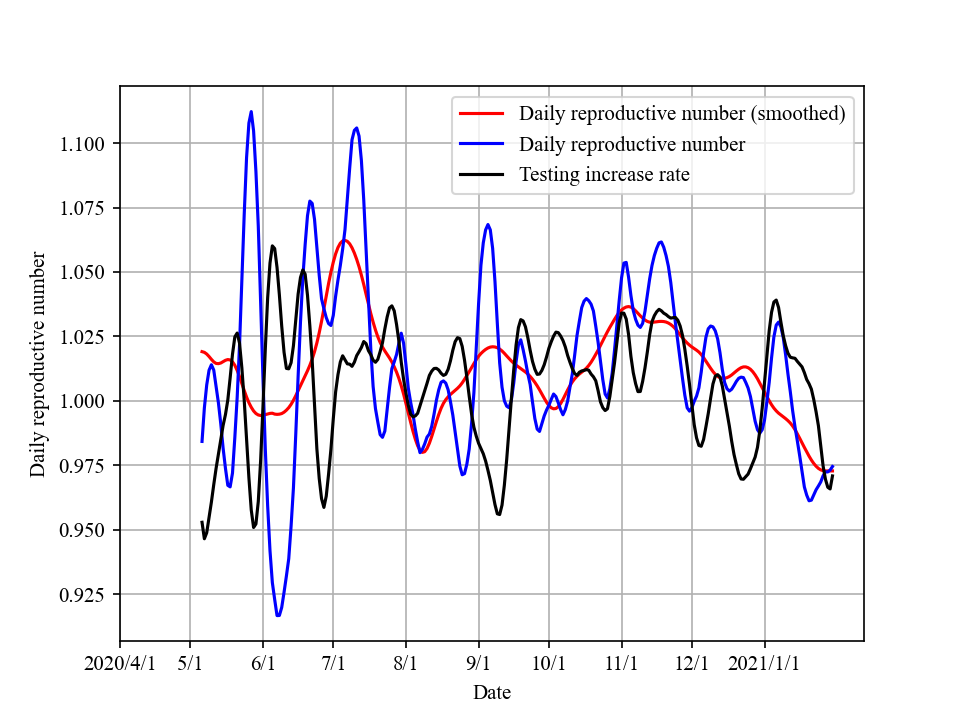 Daily reproductive number (smoothed)
Daily reproductive number
Testing increase rate
Daily reproductive number
1.100
1.075
1.050
1.025
1.000
0.975
0.950
0.925
2020/4/1 5/1 6/1 7/1 8/1 9/1 10/1 11/1 12/1 2021/1/1
Date